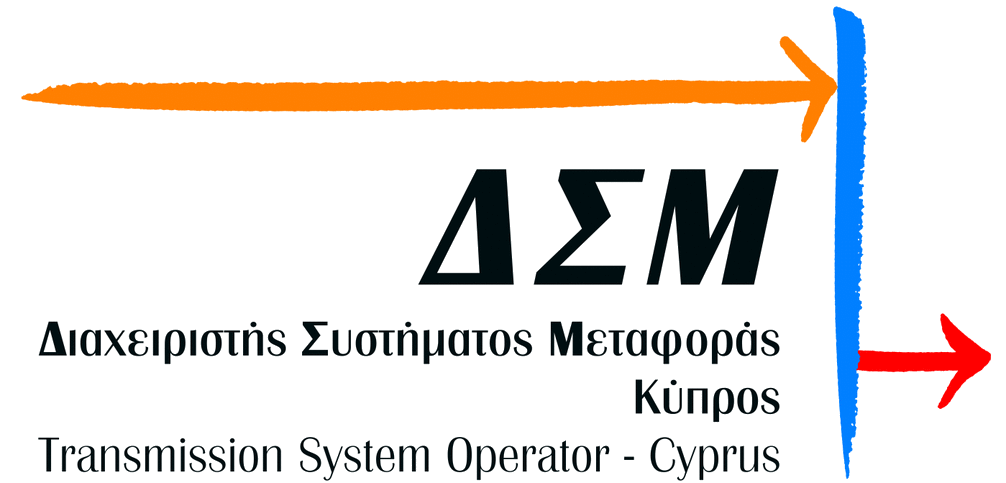 ΔΣΜ
Διαχειριστής Συστήματος Μεταφοράς
Κύπρος
Transmission System Operator - Cyprus